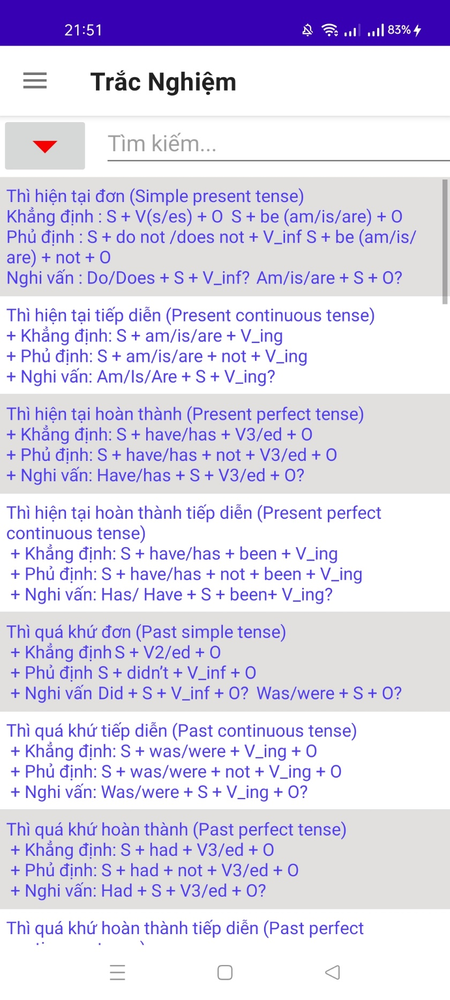 21:51
83%
Trắc Nghiệm
Tìm kiếm...
Thì hiện tại đơn (Simple present tense)
Khẳng định : S + V(s/es) + O  S + be (am/is/are) + O
Phủ định : S + do not /does not + V_inf S + be (am/is/
are) + not + O
Nghi vấn : Do/Does + S + V_inf?  Am/is/are + S + O?
Thì hiện tại tiếp diễn (Present continuous tense)
+ Khẳng định: S + am/is/are + V_ing
+ Phủ định: S + am/is/are + not + V_ing
+ Nghi vấn: Am/Is/Are + S + V_ing?
Thì hiện tại hoàn thành (Present perfect tense)
+ Khẳng định: S + have/has + V3/ed + O
+ Phủ định: S + have/has + not + V3/ed + O
+ Nghi vấn: Have/has + S + V3/ed + O?
Thì hiện tại hoàn thành tiếp diễn (Present perfect
continuous tense)
+ Khẳng định: S + have/has + been + V_ing
+ Phủ định: S + have/has + not + been + V_ing
+ Nghi vấn: Has/ Have + S + been+ V_ing?
Thì quá khứ đơn (Past simple tense)
+ Khẳng định S + V2/ed + O
+ Phủ định S + didn’t + V_inf + O
+ Nghi vấn Did + S + V_inf + O?  Was/were + S + O?
Thì quá khứ tiếp diễn (Past continuous tense)
+ Khẳng định: S + was/were + V_ing + O
+ Phủ định: S + was/were + not + V_ing + O
+ Nghi vấn: Was/were + S + V_ing + O?
Thì quá khứ hoàn thành (Past perfect tense)
+ Khẳng định: S + had + V3/ed + O
+ Phủ định: S + had + not + V3/ed + O
+ Nghi vấn: Had + S + V3/ed + O?
Thì quá khứ hoàn thành tiếp diễn (Past perfect